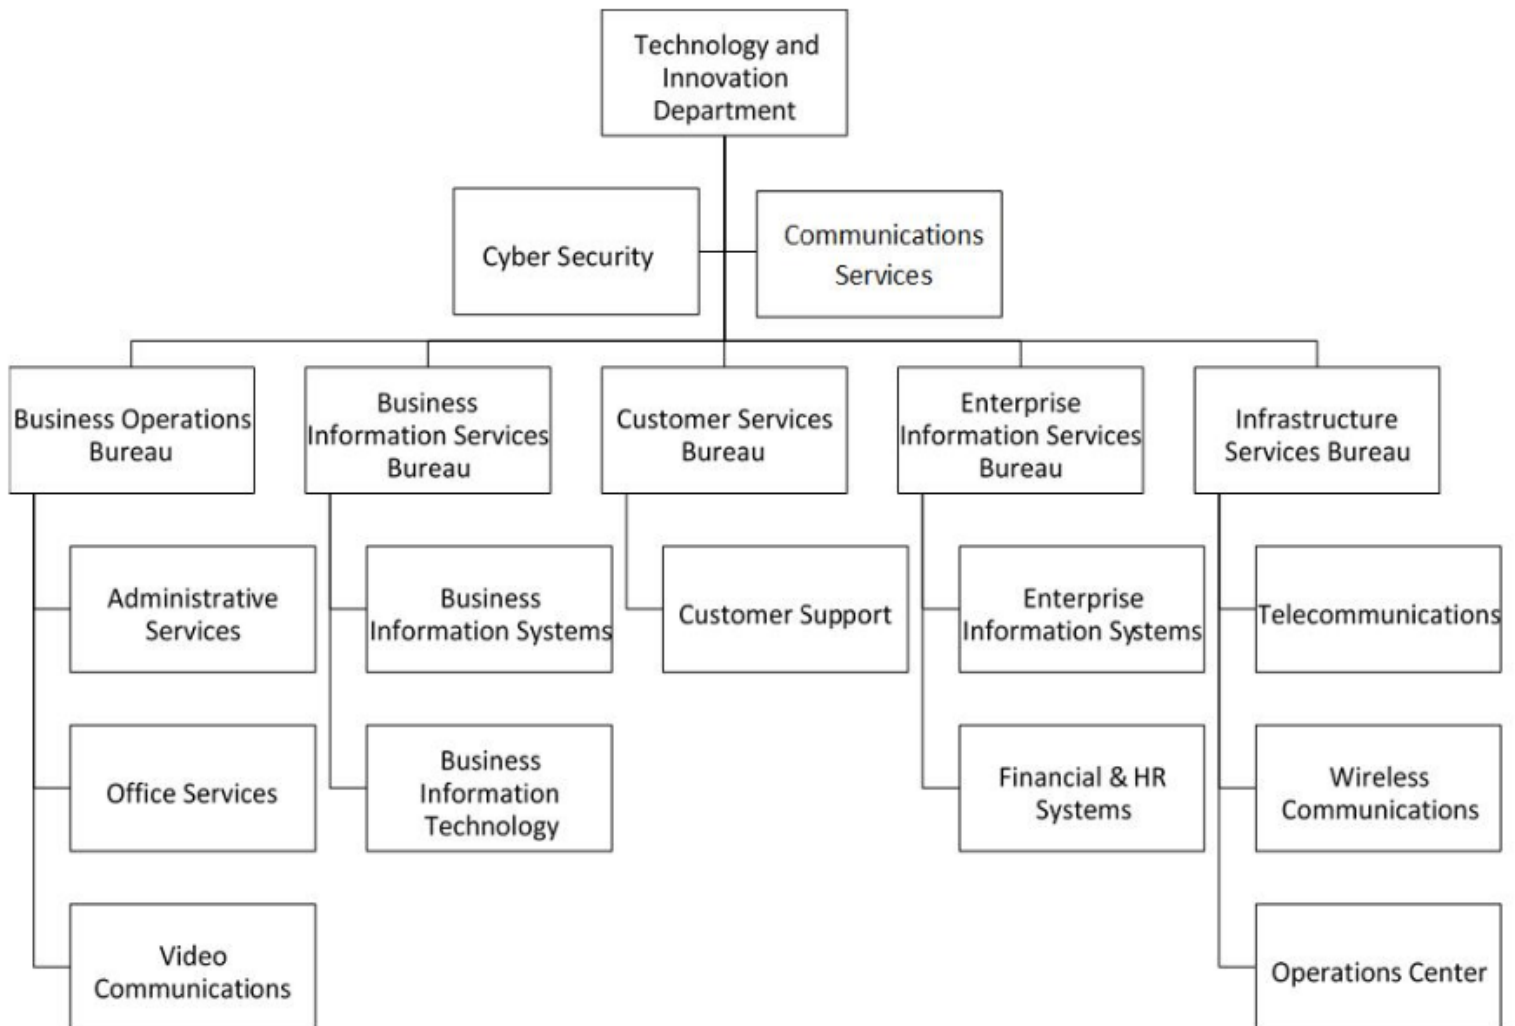 Technology and
Innovation
Department
Cyber Security
Communications
Services
Business Operations
Bureau
Business
Information Services
Bureau
Customer Services
Bureau
Enterprise
Information Services
Bureau
Infrastructure
Services Bureau
Administrative
Services
Business
Information Systems
Customer Support
Enterprise
Information Systems
Telecommunications
Office Services
Business
Information
Technology
Financial & HR
Systems
Wireless
Communications
Video
Communications
Operations Center